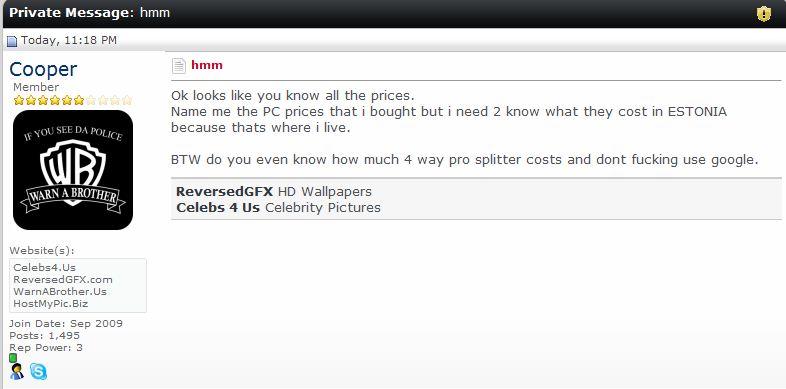 Private Message: hmm
Today, 11:18 PM
Cooper
Member
IF YOU SEE DA POLICE
WB
WARN A BROTHER
Website(s):
Celebs4.Us
ReversedGFX.com
WarnABrother.Us
HostMyPic.Biz
Join Date: Sep 2009
Posts: 1,495
Rep Power: 3
hmm
Ok looks like you know all the prices.
Name me the PC prices that i bought but i need 2 know what they cost in ESTONIA
because thats where i live.
BTW do you even know how much 4 way pro splitter costs and dont fucking use google.
ReversedGFX HD Wallpapers
Celebs 4 Us Celebrity Pictures